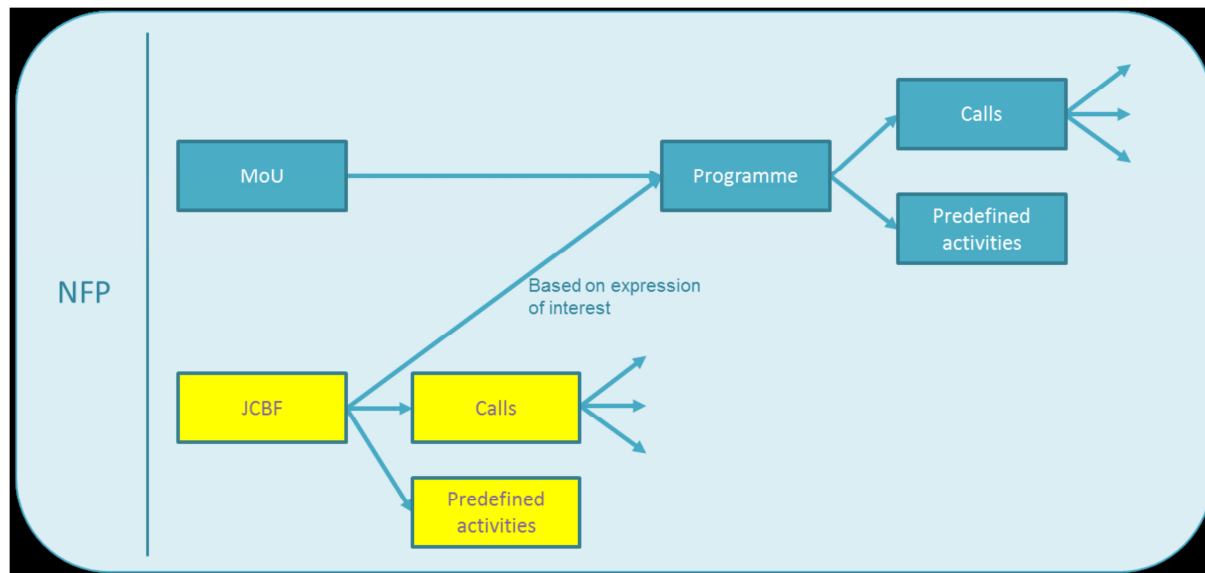 Calls
MoU
Programme
Predefined
activities
NFP
Based on expression
of interest
JCBF
Calls
Predefined
activities